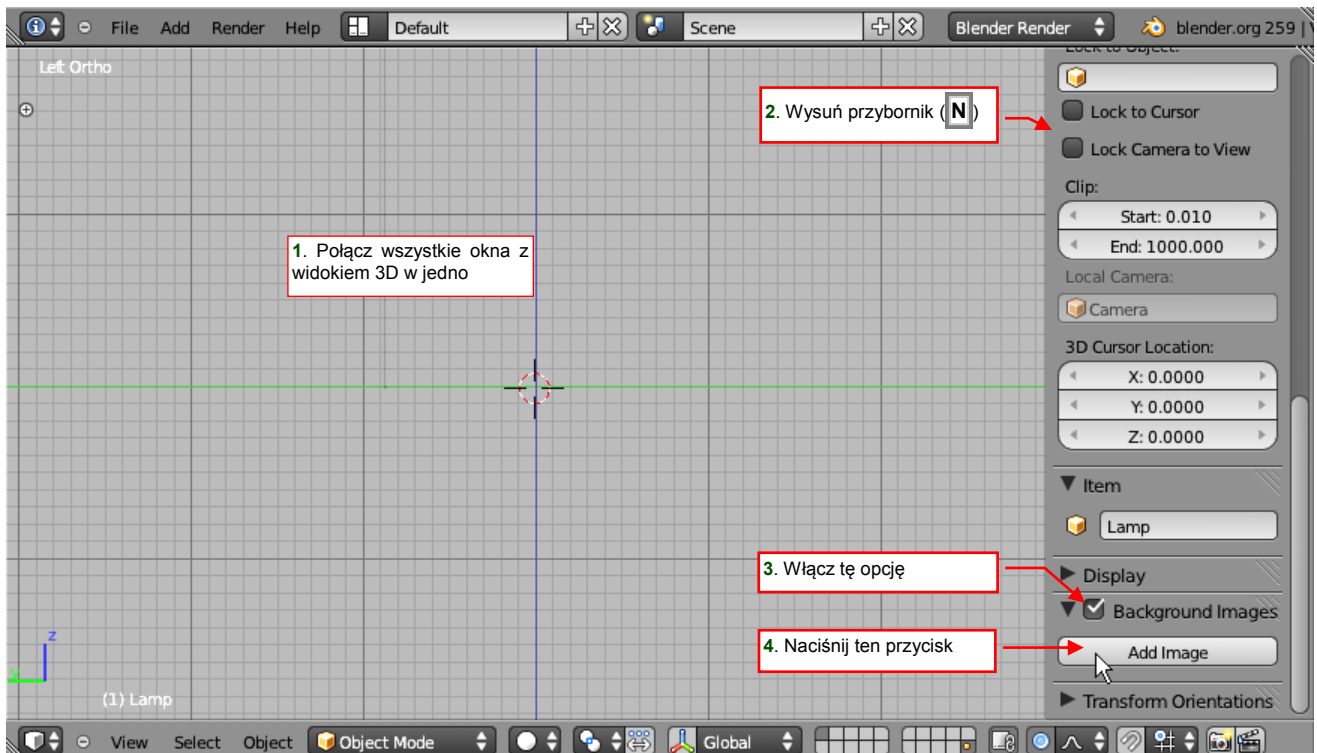 File Add Render Help Default Scene Blender Render blender.org 259
Left Ortho
Lock to Object:
2. Wysuń przybornik ( N )
Lock to Cursor
Lock Camera to View
Clip:
Start: 0.010
End: 1000.000
1. Połącz wszystkie okna z
widokiem 3D w jedno
Local Camera:
Camera
3D Cursor Location:
X: 0.0000
Y: 0.0000
Z: 0.0000
Item
Lamp
3. Włącz tę opcję
Display
Background Images
4. Naciśnij ten przycisk
Add Image
z
y
(1) Lamp
Transform Orientations
View Select Object Object Mode Global